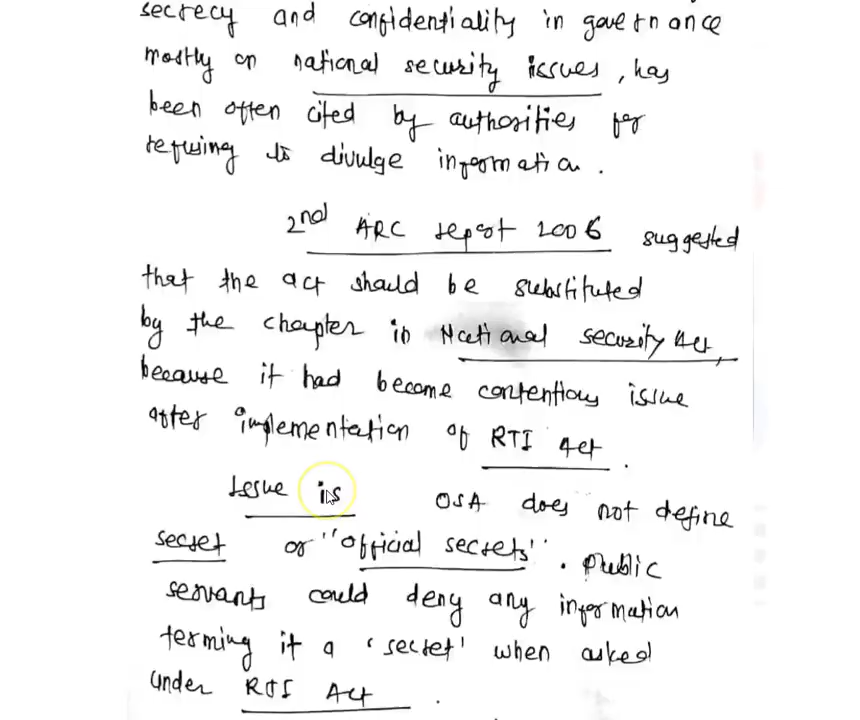 secrecy and confidentiality in governance
mostly on national security issues, has
been often cited by authorities for
refusing to divulge information.
2nd ARC report 2006 suggested
that the act should be substituted
by the chapter in National security Act,
because it had become contentious issue
after implementation of RTI Act.
Issue is OSA does not define
secret or "official secrets". public
servants could deny any information
terming it a 'secret' when asked
under RTI Act.